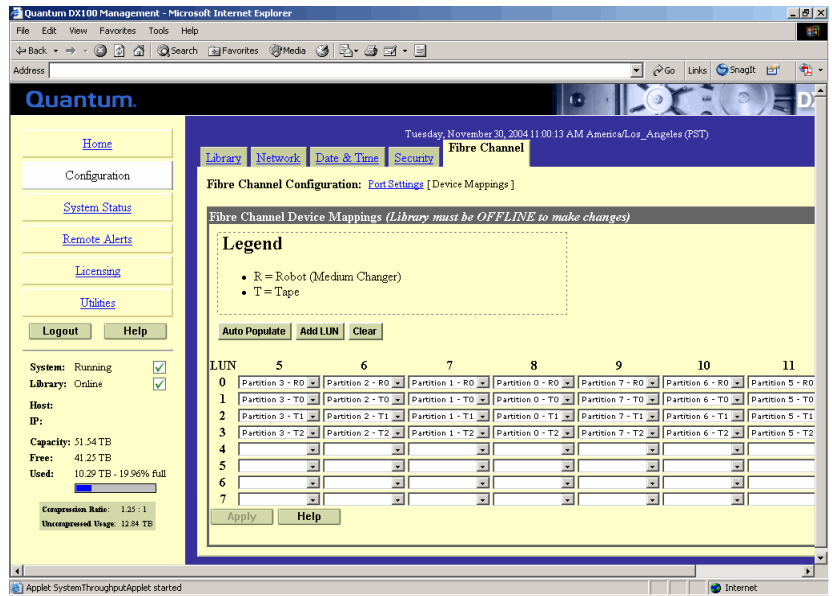 Quantum DX100 Management - Microsoft Internet Explorer
File Edit View Favorites Tools Help
Back Search Favorites Media
Address Go Links SnagIt
Quantum.
Home
Configuration
System Status
Remote Alerts
Licensing
Utilities
Logout Help
System: Running
Library: Online
Host:
IP:
Capacity: 51.54 TB
Free: 41.25 TB
Used: 10.29 TB - 19.96% full
Compression Ratio: 1.25 : 1
Uncompressed Usage: 12.84 TB
Tuesday, November 30, 2004 11:00:13 AM America/Los_Angeles (PST)
Library Network Date & Time Security Fibre Channel
Fibre Channel Configuration: Port Settings [ Device Mappings ]
Fibre Channel Device Mappings (Library must be OFFLINE to make changes)
Legend
R = Robot (Medium Changer)
T = Tape
Auto Populate Add LUN Clear
LUN 5 6 7 8 9 10 11
0 Partition 3 - R0 Partition 2 - R0 Partition 1 - R0 Partition 0 - R0 Partition 7 - R0 Partition 6 - R0 Partition 5 - R0
1 Partition 3 - T0 Partition 2 - T0 Partition 1 - T0 Partition 0 - T0 Partition 7 - T0 Partition 6 - T0 Partition 5 - T0
2 Partition 3 - T1 Partition 2 - T1 Partition 1 - T1 Partition 0 - T1 Partition 7 - T1 Partition 6 - T1 Partition 5 - T1
3 Partition 3 - T2 Partition 2 - T2 Partition 1 - T2 Partition 0 - T2 Partition 7 - T2 Partition 6 - T2 Partition 5 - T2
4
5
6
7
Apply Help
Applet SystemThroughputApplet started Internet